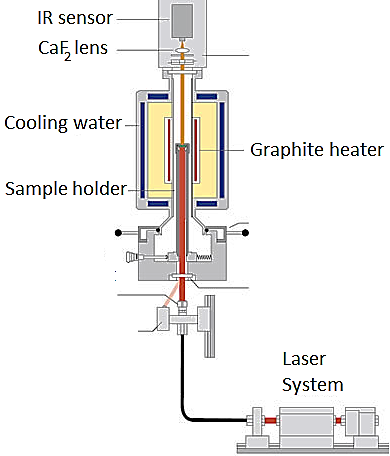 IR sensor
CaF2 lens
Cooling water
Graphite heater
Sample holder
Laser
System